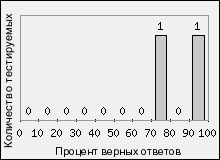 Количество тестируемых
0 0 0 0 0 0 0 1 0 1
0 10 20 30 40 50 60 70 80 90 100
Процент верных ответов